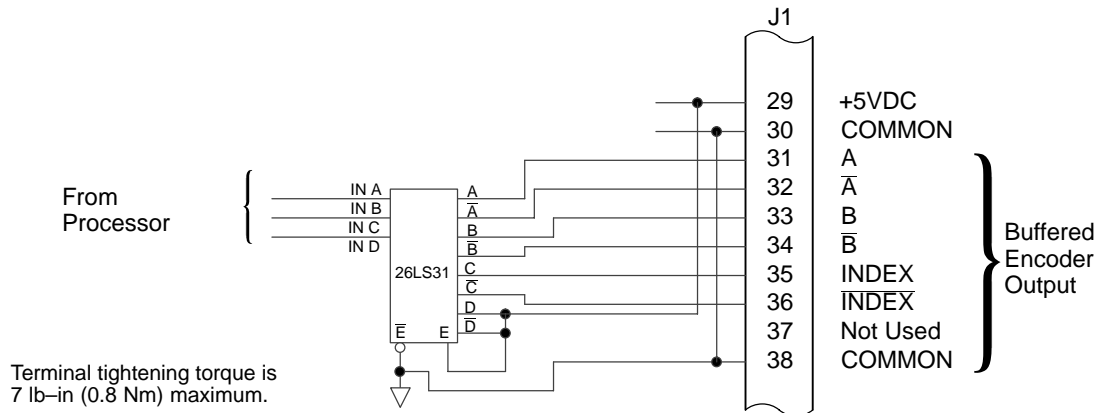 J1
29 +5VDC
30 COMMON
31 A
32 A̅
33 B
34 B̅
35 INDEX
36 I̅N̅D̅E̅X̅
37 Not Used
38 COMMON
Buffered
Encoder
Output
From
Processor
IN A
IN B
IN C
IN D
26LS31
A
A̅
B
B̅
C
C̅
D
D̅
E̅ E
Terminal tightening torque is
7 lb–in (0.8 Nm) maximum.